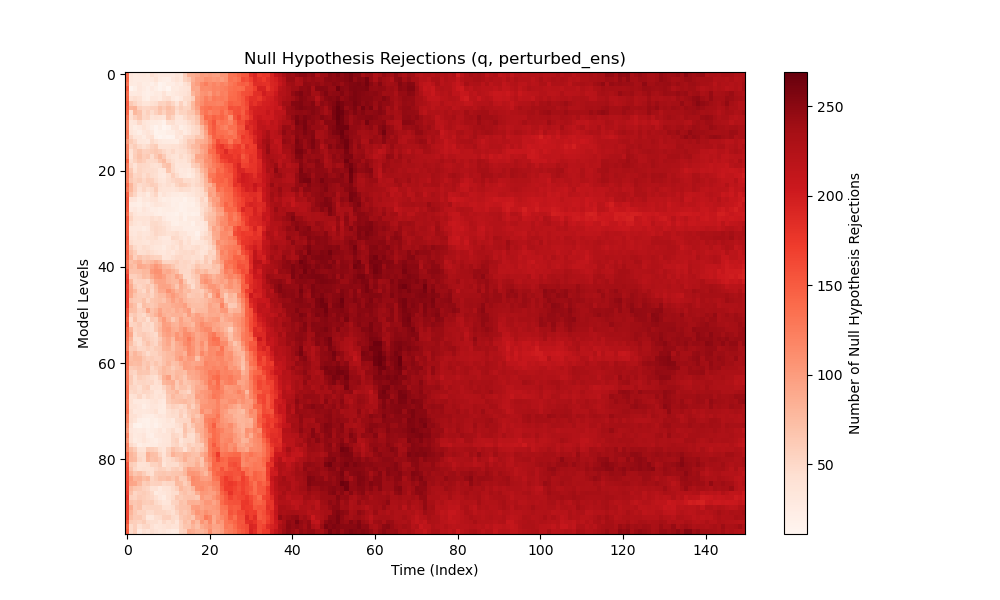 Null Hypothesis Rejections (q, perturbed_ens)
0
20
40
60
80
Model Levels
0 20 40 60 80 100 120 140
Time (Index)
250
200
150
100
50
Number of Null Hypothesis Rejections